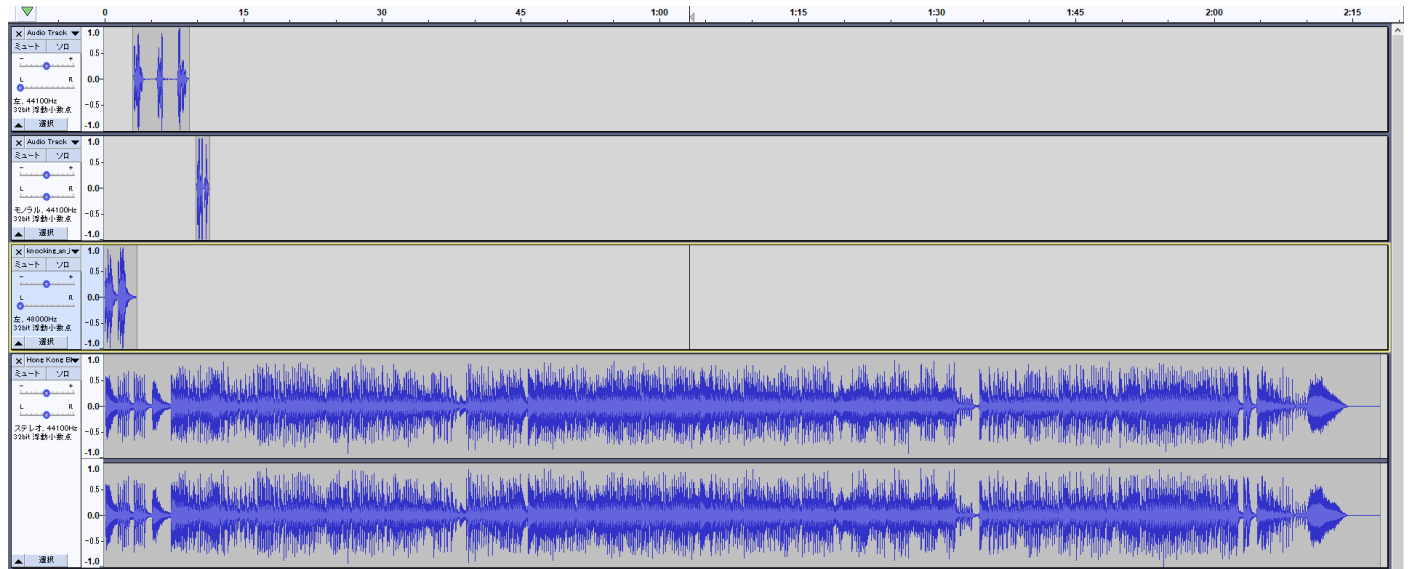 0 15 30 45 1:00 1:15 1:30 1:45 2:00 2:15
× Audio Track ▼ 1.0
ミュート ソロ
0.5-
- +
0.0-
L R
左, 44100Hz
32bit 浮動小数点
-0.5-
▲ 選択 -1.0
× Audio Track ▼ 1.0
ミュート ソロ
0.5-
- +
0.0-
L R
モノラル, 44100Hz
32bit 浮動小数点
-0.5-
▲ 選択 -1.0
× knocking_an_i▼ 1.0
ミュート ソロ
0.5-
- +
0.0-
L R
左, 48000Hz
32bit 浮動小数点
-0.5-
▲ 選択 -1.0
× Hong Kong 1.0
ミュート ソロ
0.5-
- +
0.0-
L R
ステレオ, 44100Hz
32bit 浮動小数点
-0.5-
-1.0
1.0
0.5-
0.0-
-0.5-
▲ 選択 -1.0